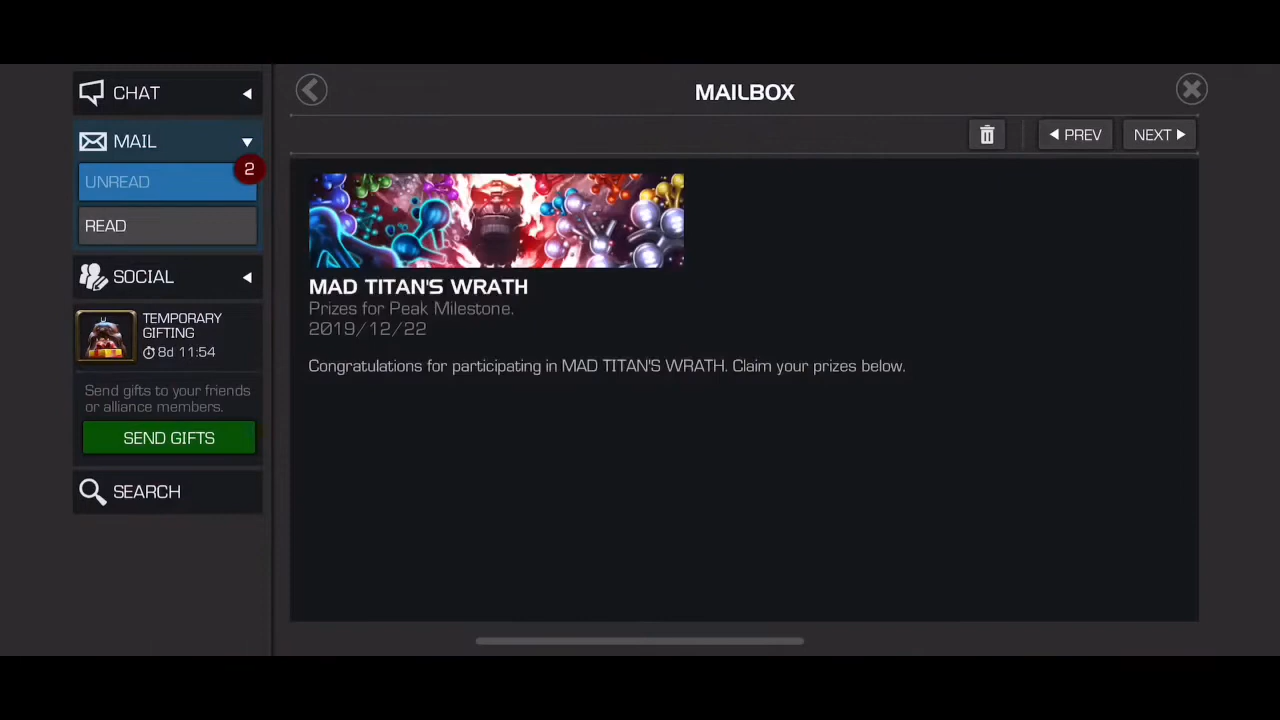 CHAT
MAIL
2
UNREAD
READ
SOCIAL
TEMPORARY
GIFTING
8d 11:54
Send gifts to your friends
or alliance members.
SEND GIFTS
SEARCH
MAILBOX
PREV
NEXT
MAD TITAN'S WRATH
Prizes for Peak Milestone.
2019/12/22
Congratulations for participating in MAD TITAN'S WRATH. Claim your prizes below.